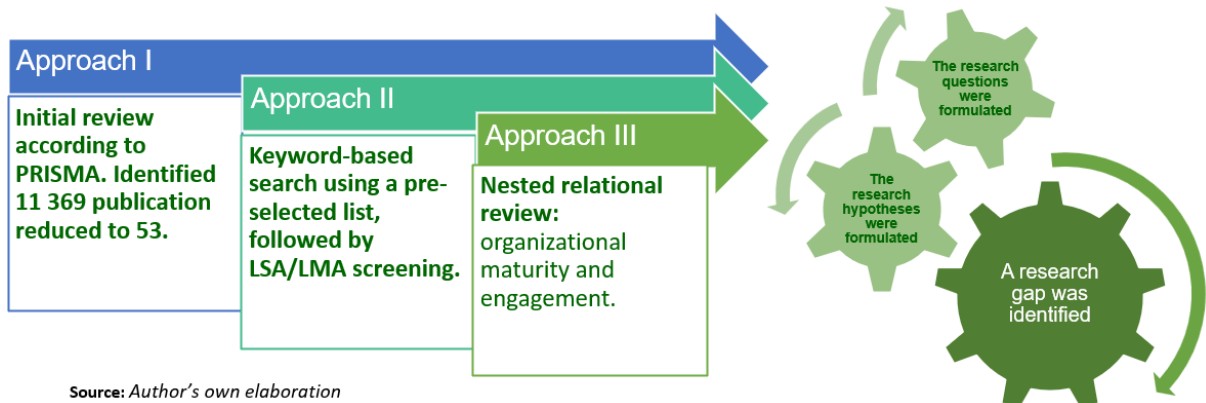 Approach I
Initial review
according to
PRISMA. Identified
11 369 publication
reduced to 53.
Approach II
Keyword-based
search using a pre-
selected list,
followed by
LSA/LMA screening.
Approach III
Nested relational
review:
organizational
maturity and
engagement.
The research
questions
were
formulated
The
research
hypotheses
were
formulated
A research
gap was
identified
Source: Author's own elaboration